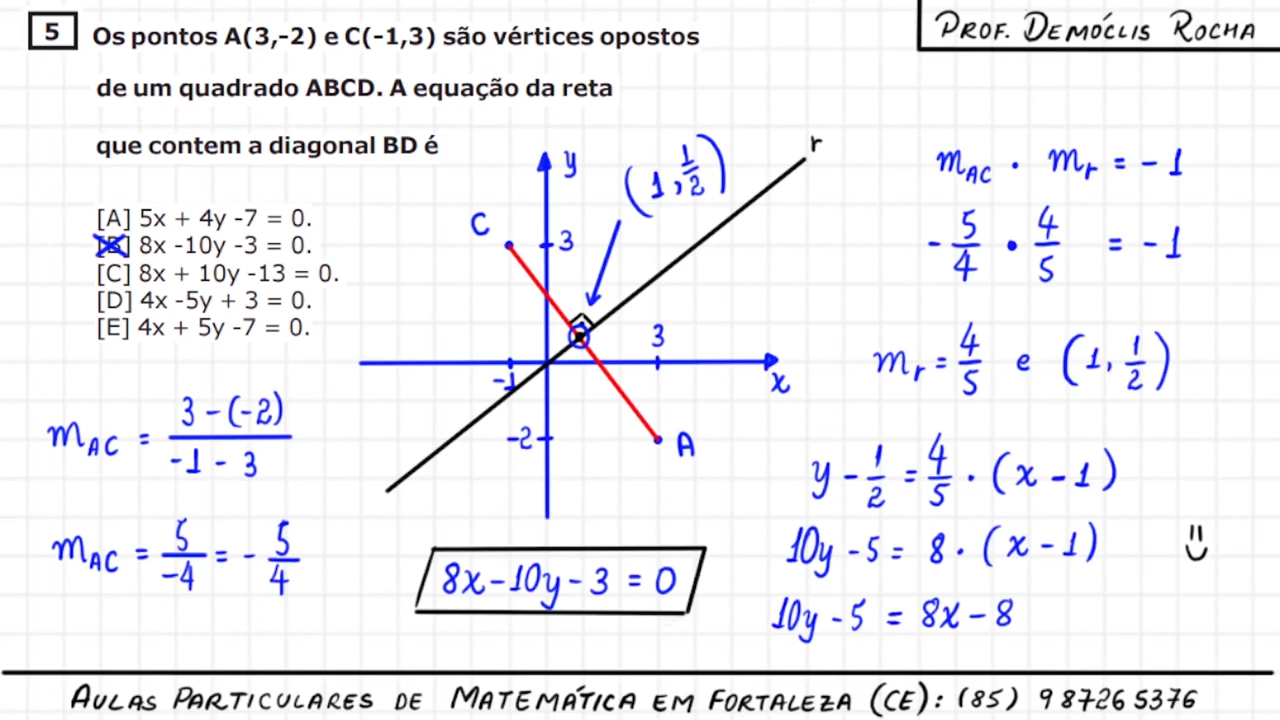 5 Os pontos A(3,-2) e C(-1,3) são vértices opostos
de um quadrado ABCD. A equação da reta
que contem a diagonal BD é
PROF. DEMÓCLIS ROCHA
[A] 5x + 4y -7 = 0.
[B] 8x -10y -3 = 0.
[C] 8x + 10y -13 = 0.
[D] 4x -5y + 3 = 0.
[E] 4x + 5y -7 = 0.
m_AC = (3 - (-2))/(-1 - 3)
m_AC = 5/-4 = - 5/4
y
r
(1, 1/2)
C
3
3
-1
x
-2
A
8x - 10y - 3 = 0
m_AC · m_r = -1
- 5/4 · 4/5 = -1
m_r = 4/5 e (1, 1/2)
y - 1/2 = 4/5 · (x - 1)
10y - 5 = 8 · (x - 1)
10y - 5 = 8x - 8
AULAS PARTICULARES DE MATEMÁTICA EM FORTALEZA (CE): (85) 987265376